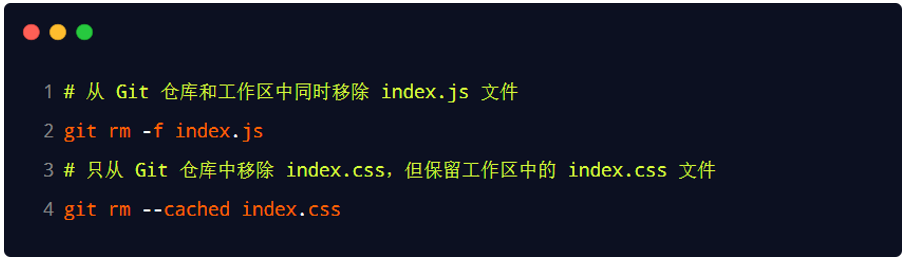 1 # 从 Git 仓库和工作区中同时移除 index.js 文件
2 git rm -f index.js
3 # 只从 Git 仓库中移除 index.css，但保留工作区中的 index.css 文件
4 git rm --cached index.css